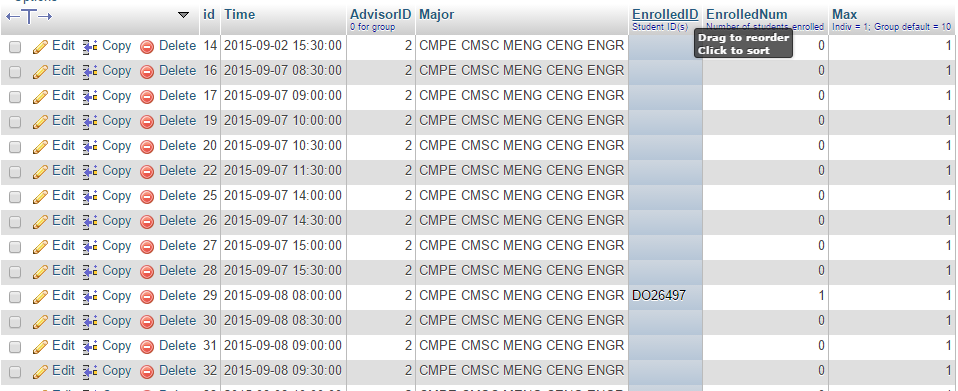 id Time AdvisorID Major EnrolledID EnrolledNum Max
0 for group Student ID(s) Number of students enrolled Indiv = 1; Group default = 10
Drag to reorder
Click to sort
Edit Copy Delete 14 2015-09-02 15:30:00 2 CMPE CMSC MENG CENG ENGR 0 1
Edit Copy Delete 16 2015-09-07 08:30:00 2 CMPE CMSC MENG CENG ENGR 0 1
Edit Copy Delete 17 2015-09-07 09:00:00 2 CMPE CMSC MENG CENG ENGR 0 1
Edit Copy Delete 19 2015-09-07 10:00:00 2 CMPE CMSC MENG CENG ENGR 0 1
Edit Copy Delete 20 2015-09-07 10:30:00 2 CMPE CMSC MENG CENG ENGR 0 1
Edit Copy Delete 22 2015-09-07 11:30:00 2 CMPE CMSC MENG CENG ENGR 0 1
Edit Copy Delete 25 2015-09-07 14:00:00 2 CMPE CMSC MENG CENG ENGR 0 1
Edit Copy Delete 26 2015-09-07 14:30:00 2 CMPE CMSC MENG CENG ENGR 0 1
Edit Copy Delete 27 2015-09-07 15:00:00 2 CMPE CMSC MENG CENG ENGR 0 1
Edit Copy Delete 28 2015-09-07 15:30:00 2 CMPE CMSC MENG CENG ENGR 0 1
Edit Copy Delete 29 2015-09-08 08:00:00 2 CMPE CMSC MENG CENG ENGR DO26497 1 1
Edit Copy Delete 30 2015-09-08 08:30:00 2 CMPE CMSC MENG CENG ENGR 0 1
Edit Copy Delete 31 2015-09-08 09:00:00 2 CMPE CMSC MENG CENG ENGR 0 1
Edit Copy Delete 32 2015-09-08 09:30:00 2 CMPE CMSC MENG CENG ENGR 0 1